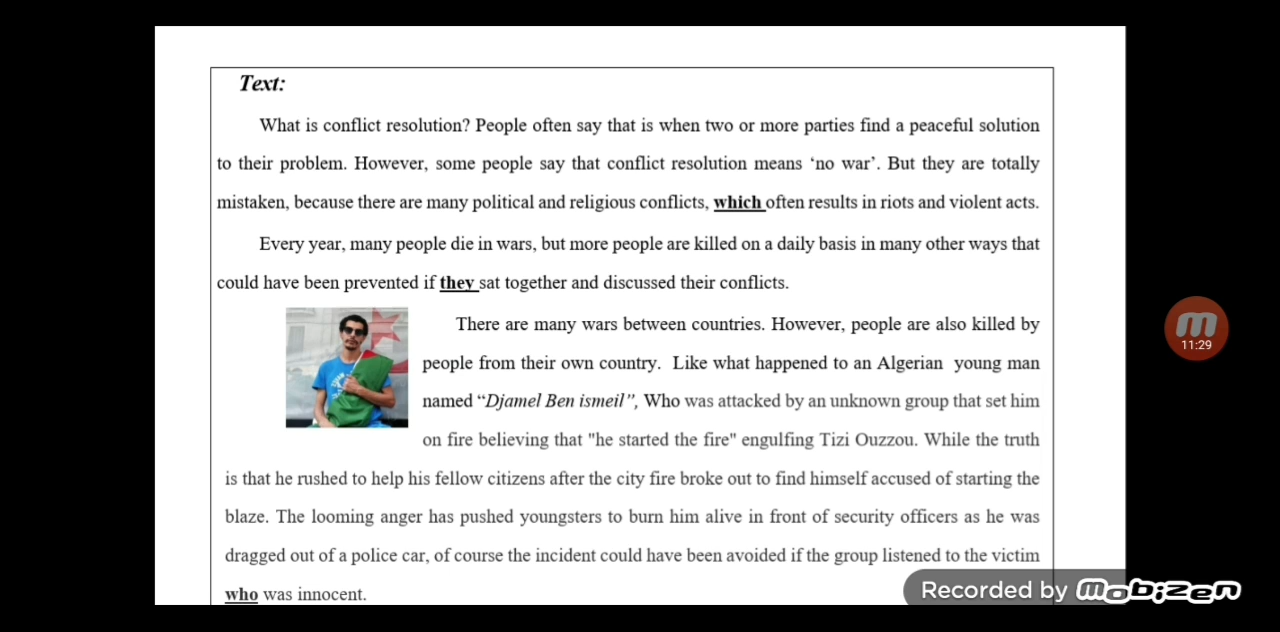 Text:
What is conflict resolution? People often say that is when two or more parties find a peaceful solution
to their problem. However, some people say that conflict resolution means ‘no war’. But they are totally
mistaken, because there are many political and religious conflicts, which often results in riots and violent acts.
Every year, many people die in wars, but more people are killed on a daily basis in many other ways that
could have been prevented if they sat together and discussed their conflicts.
There are many wars between countries. However, people are also killed by
people from their own country. Like what happened to an Algerian young man
named “Djamel Ben ismeil”, Who was attacked by an unknown group that set him
on fire believing that "he started the fire" engulfing Tizi Ouzzou. While the truth
is that he rushed to help his fellow citizens after the city fire broke out to find himself accused of starting the
blaze. The looming anger has pushed youngsters to burn him alive in front of security officers as he was
dragged out of a police car, of course the incident could have been avoided if the group listened to the victim
who was innocent.
11:29
Recorded by mobizen